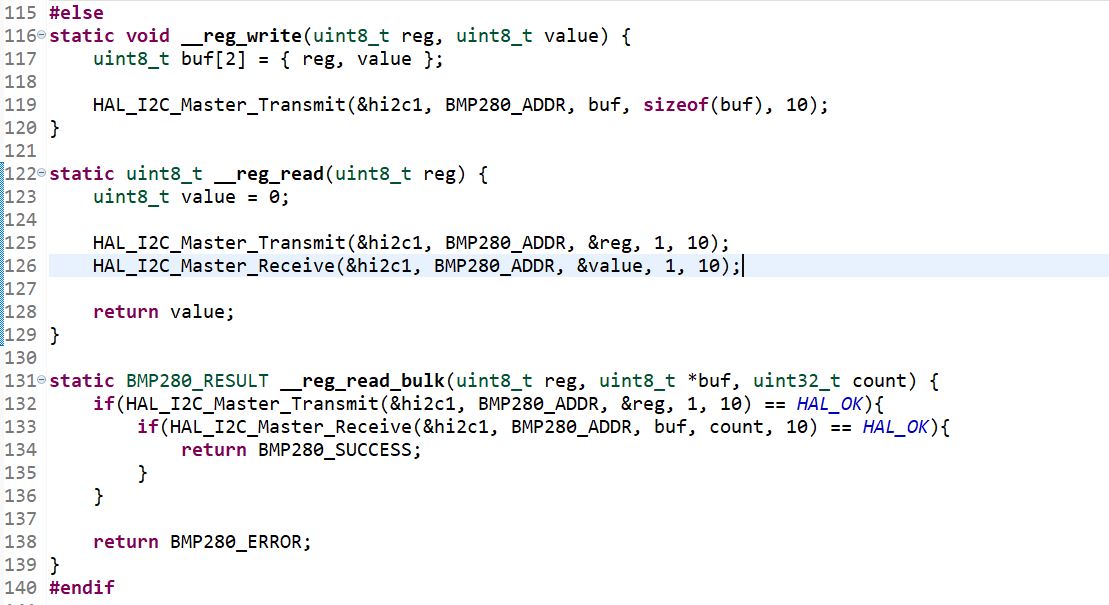 115 #else
116 static void __reg_write(uint8_t reg, uint8_t value) {
117     uint8_t buf[2] = { reg, value };
118
119     HAL_I2C_Master_Transmit(&hi2c1, BMP280_ADDR, buf, sizeof(buf), 10);
120 }
121
122 static uint8_t __reg_read(uint8_t reg) {
123     uint8_t value = 0;
124
125     HAL_I2C_Master_Transmit(&hi2c1, BMP280_ADDR, &reg, 1, 10);
126     HAL_I2C_Master_Receive(&hi2c1, BMP280_ADDR, &value, 1, 10);
127
128     return value;
129 }
130
131 static BMP280_RESULT __reg_read_bulk(uint8_t reg, uint8_t *buf, uint32_t count) {
132     if(HAL_I2C_Master_Transmit(&hi2c1, BMP280_ADDR, &reg, 1, 10) == HAL_OK){
133         if(HAL_I2C_Master_Receive(&hi2c1, BMP280_ADDR, buf, count, 10) == HAL_OK){
134             return BMP280_SUCCESS;
135         }
136     }
137
138     return BMP280_ERROR;
139 }
140 #endif